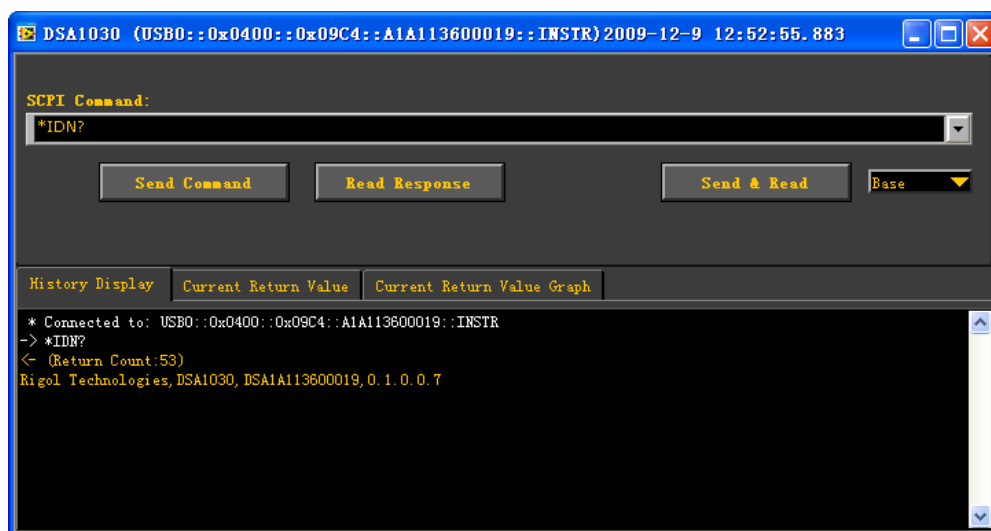 DSA1030 (USB0::0x0400::0x09C4::A1A113600019::INSTR)2009-12-9 12:52:55.883
SCPI Command:
*IDN?
Send Command Read Response Send & Read Base
History Display Current Return Value Current Return Value Graph
* Connected to: USB0::0x0400::0x09C4::A1A113600019::INSTR
-> *IDN?
<- (Return Count:53)
Rigol Technologies,DSA1030,DSA1A113600019,0.1.0.0.7